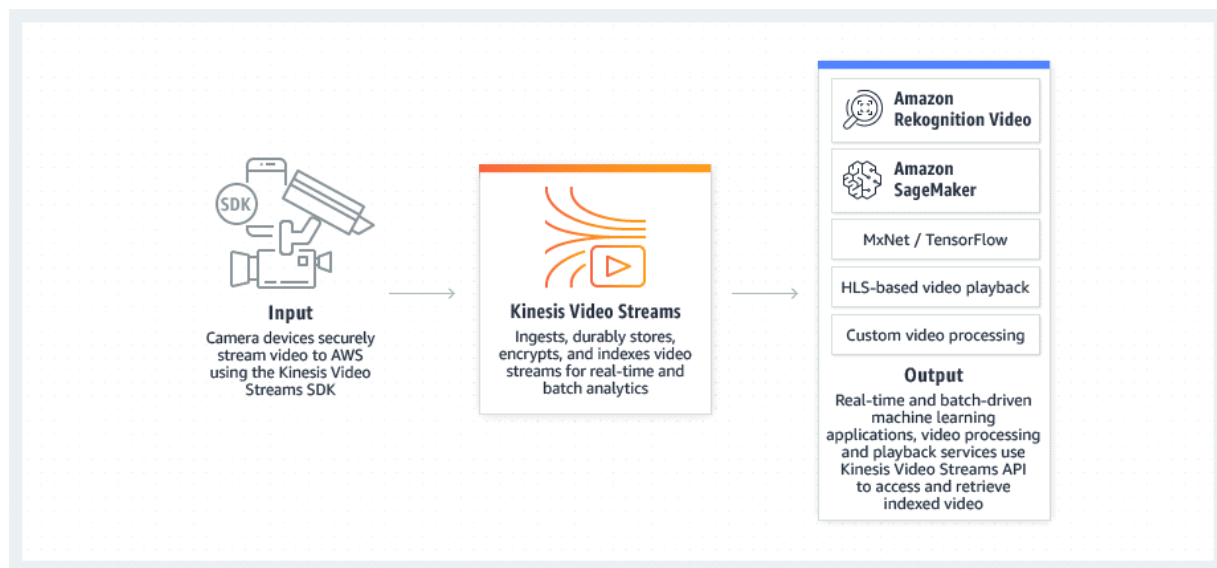 SDK
Input
Camera devices securely
stream video to AWS
using the Kinesis Video
Streams SDK
Kinesis Video Streams
Ingests, durably stores,
encrypts, and indexes video
streams for real-time and
batch analytics
Amazon
Rekognition Video
Amazon
SageMaker
MxNet / TensorFlow
HLS-based video playback
Custom video processing
Output
Real-time and batch-driven
machine learning
applications, video processing
and playback services use
Kinesis Video Streams API
to access and retrieve
indexed video